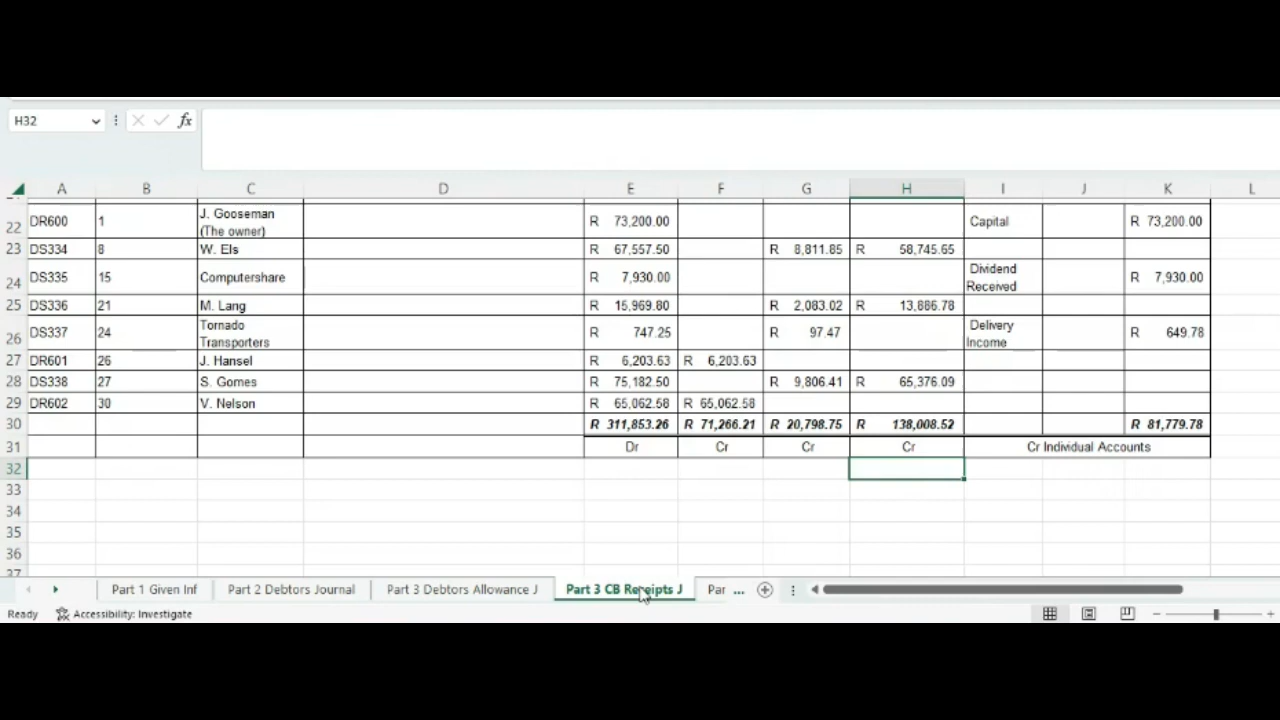 H32 fx
A B C D E F G H I J K L
22 DR600 1 J. Gooseman (The owner) R 73,200.00 Capital R 73,200.00
23 DS334 8 W. Els R 67,557.50 R 8,811.85 R 58,745.65
24 DS335 15 Computershare R 7,930.00 Dividend Received R 7,930.00
25 DS336 21 M. Lang R 15,969.80 R 2,083.02 R 13,886.78
26 DS337 24 Tornado Transporters R 747.25 R 97.47 Delivery Income R 649.78
27 DR601 26 J. Hansel R 6,203.63 R 6,203.63
28 DS338 27 S. Gomes R 75,182.50 R 9,806.41 R 65,376.09
29 DR602 30 V. Nelson R 65,062.58 R 65,062.58
30 R 311,853.26 R 71,266.21 R 20,798.75 R 138,008.52 R 81,779.78
31 Dr Cr Cr Cr Cr Individual Accounts
32
33
34
35
36
37
Part 1 Given Inf Part 2 Debtors Journal Part 3 Debtors Allowance J Part 3 CB Receipts J Par ...
Ready Accessibility: Investigate